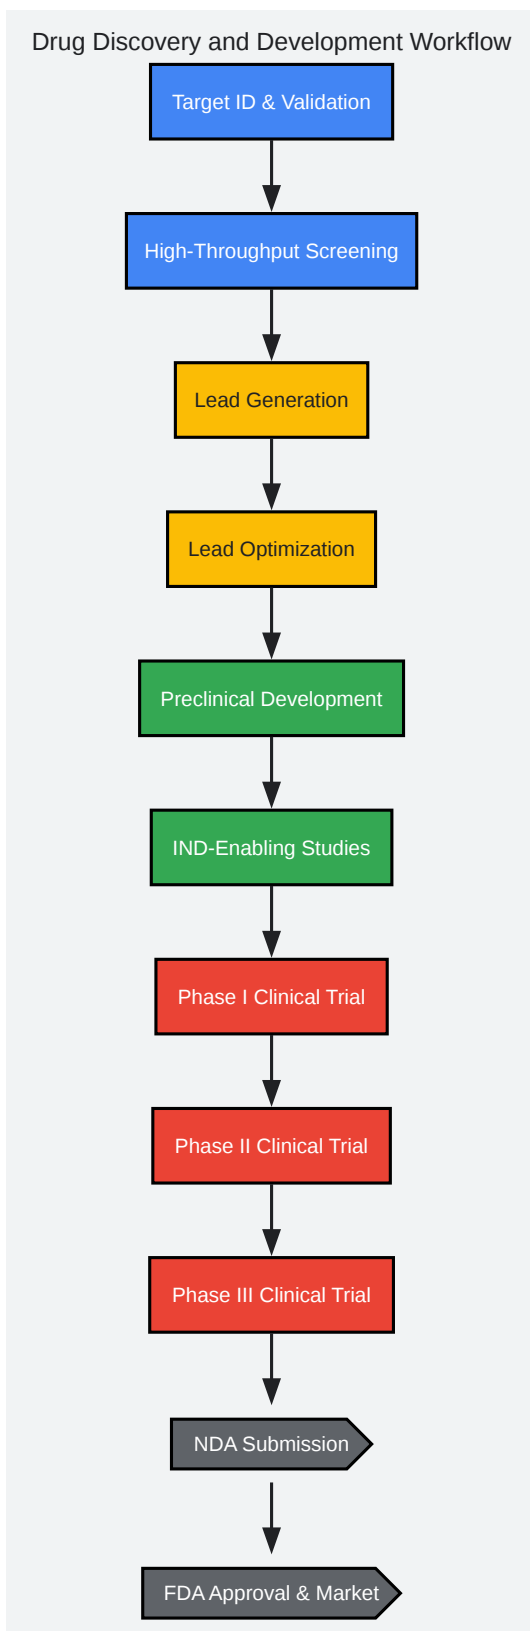 Drug Discovery and Development Workflow
Target ID & Validation
High-Throughput Screening
Lead Generation
Lead Optimization
Preclinical Development
IND-Enabling Studies
Phase I Clinical Trial
Phase II Clinical Trial
Phase III Clinical Trial
NDA Submission
FDA Approval & Market